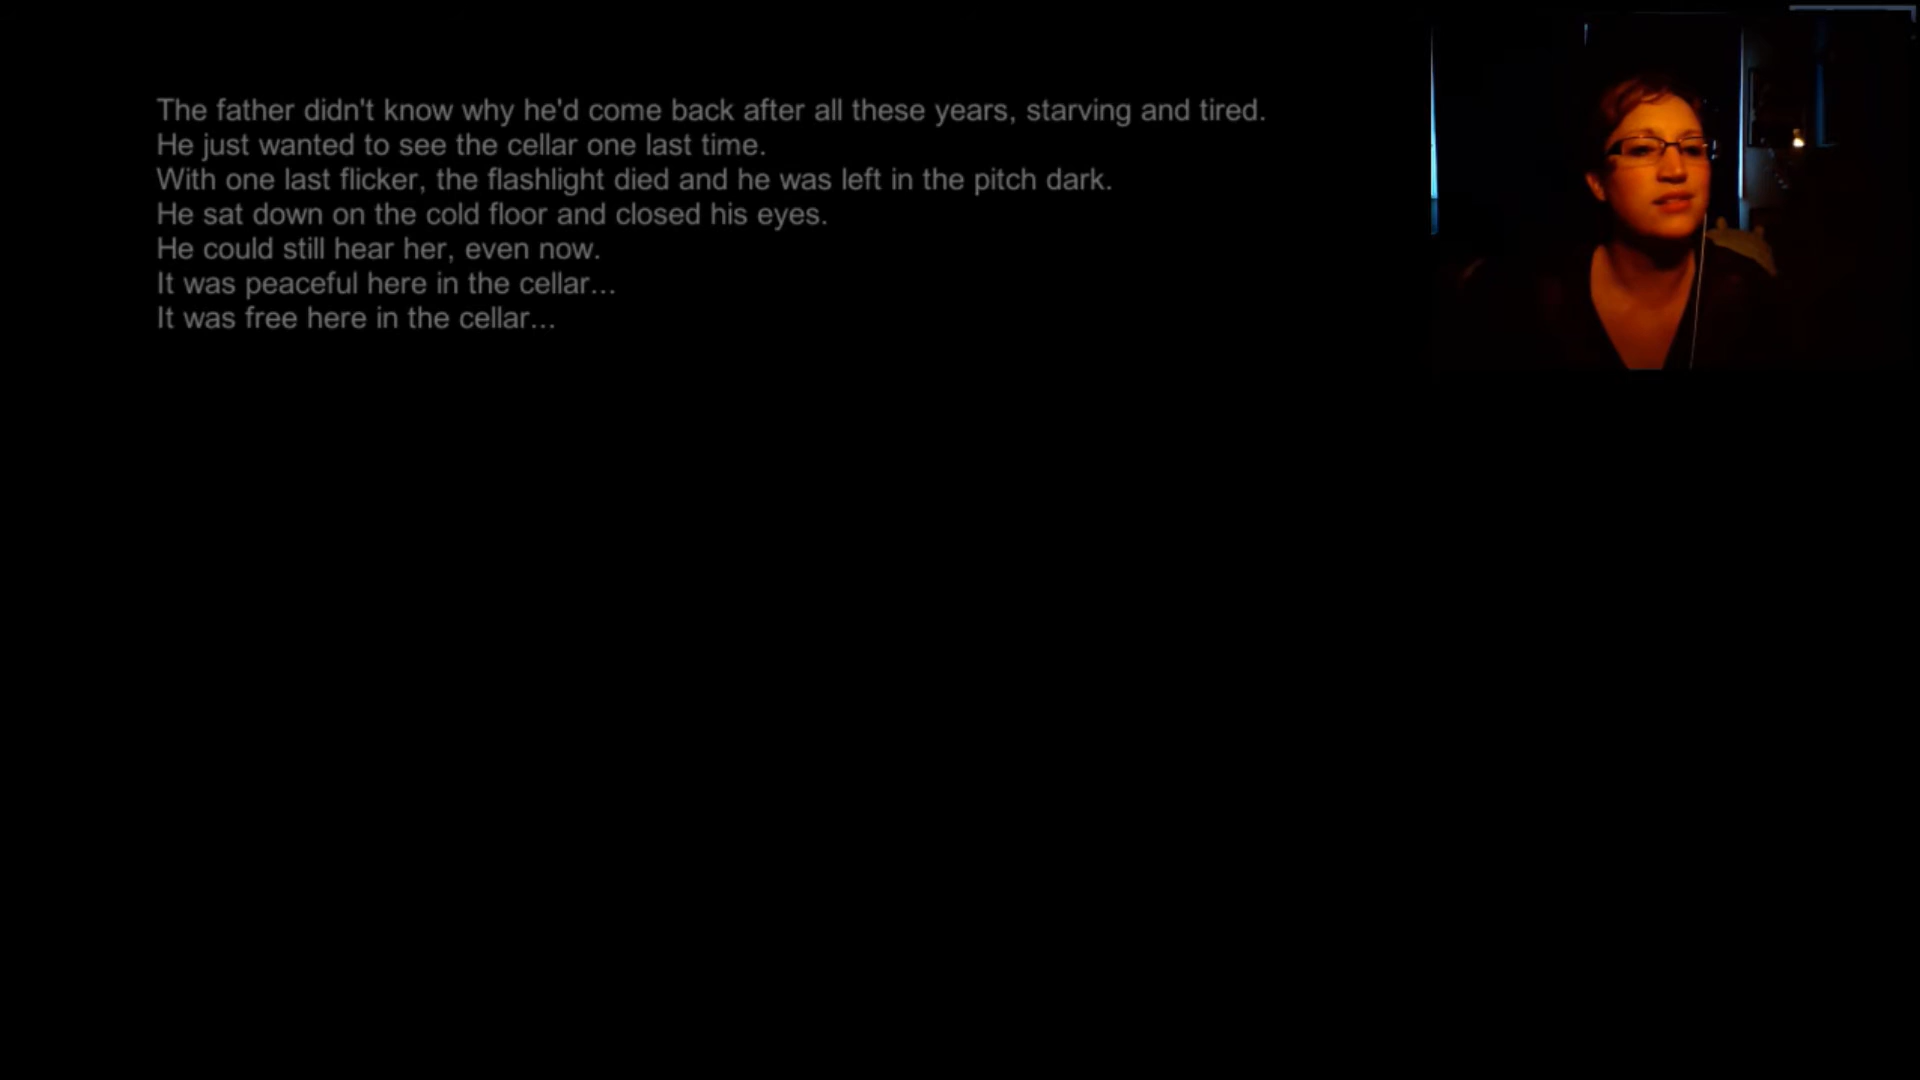 The father didn't know why he'd come back after all these years, starving and tired.
He just wanted to see the cellar one last time.
With one last flicker, the flashlight died and he was left in the pitch dark.
He sat down on the cold floor and closed his eyes.
He could still hear her, even now.
It was peaceful here in the cellar...
It was free here in the cellar...